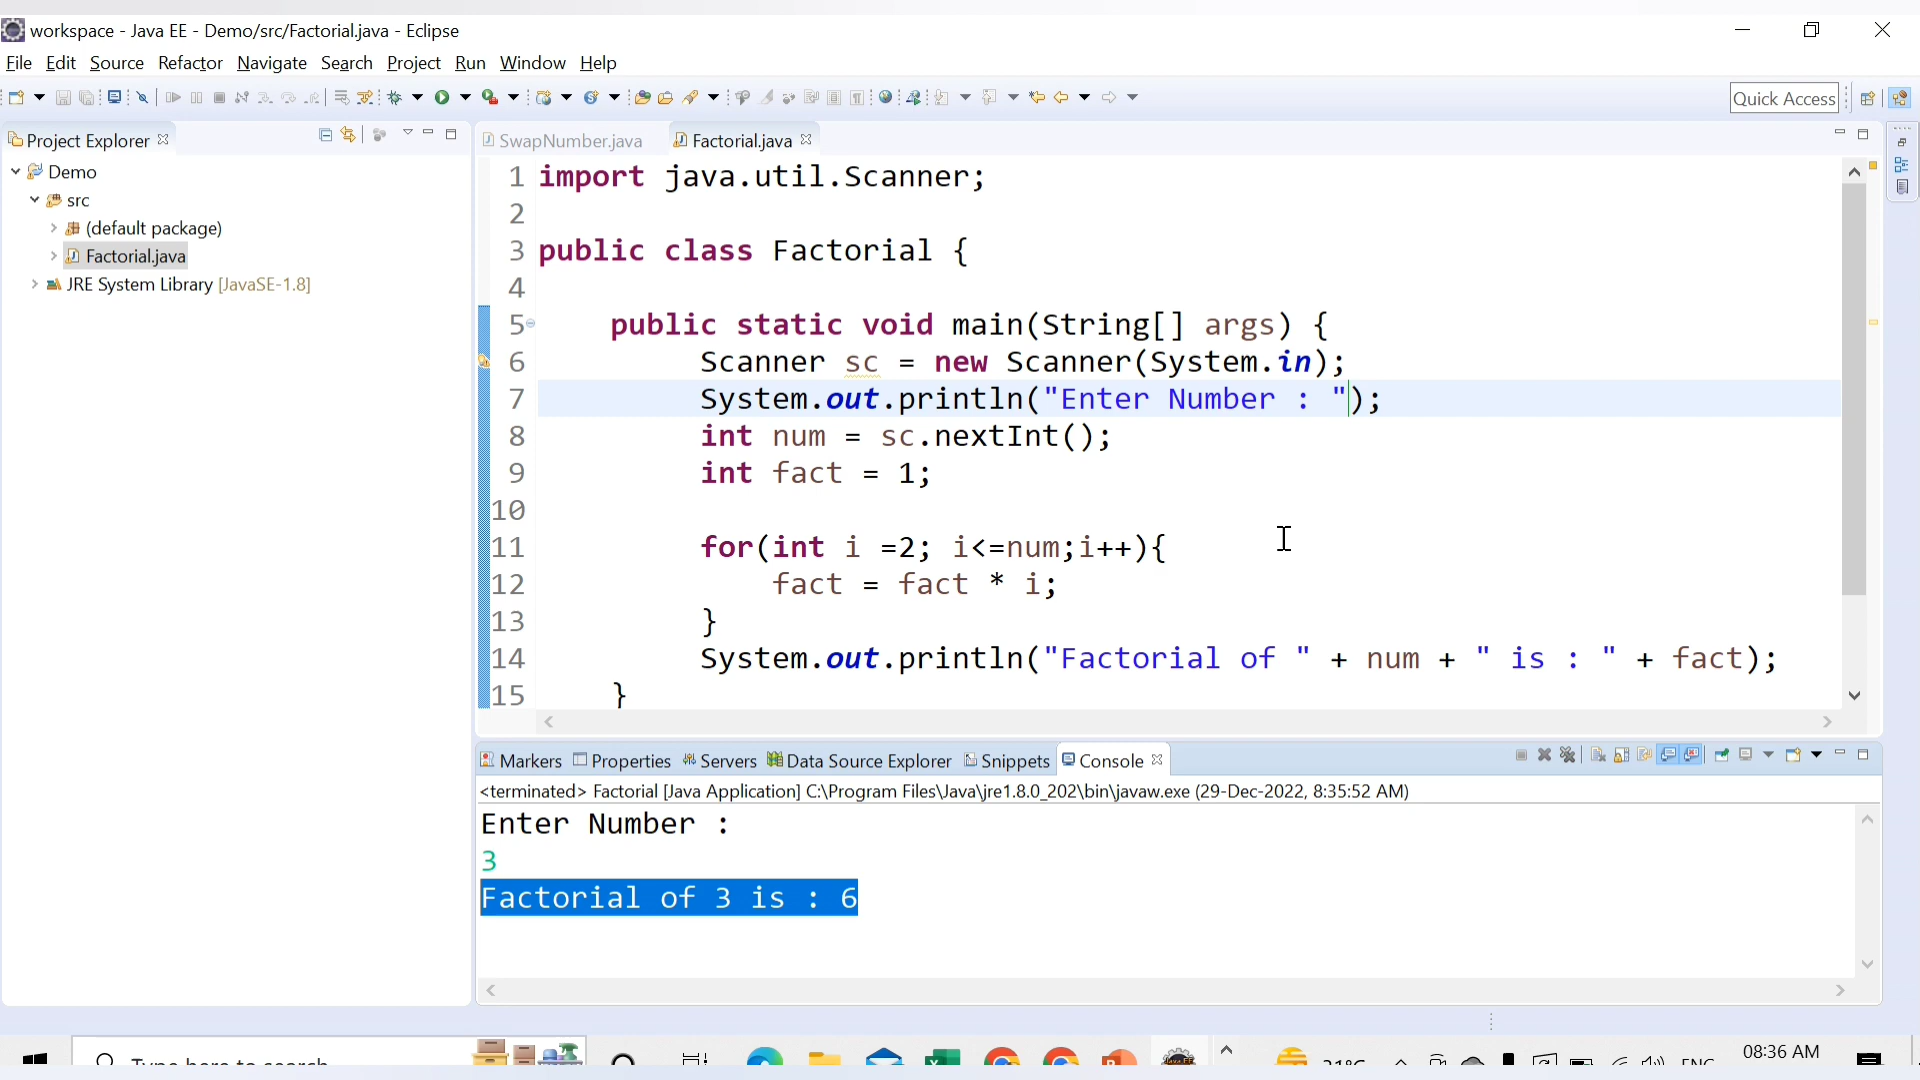 workspace - Java EE - Demo/src/Factorial.java - Eclipse
File Edit Source Refactor Navigate Search Project Run Window Help
Quick Access
Project Explorer
SwapNumber.java Factorial.java
Demo
src
(default package)
Factorial.java
JRE System Library [JavaSE-1.8]
1 import java.util.Scanner;
2
3 public class Factorial {
4
5 public static void main(String[] args) {
6 Scanner sc = new Scanner(System.in);
7 System.out.println("Enter Number : ");
8 int num = sc.nextInt();
9 int fact = 1;
10
11 for(int i =2; i<=num;i++){
12 fact = fact * i;
13 }
14 System.out.println("Factorial of " + num + " is : " + fact);
15 }
Markers Properties Servers Data Source Explorer Snippets Console
<terminated> Factorial [Java Application] C:\Program Files\Java\jre1.8.0_202\bin\javaw.exe (29-Dec-2022, 8:35:52 AM)
Enter Number :
3
Factorial of 3 is : 6
Type here to search
08:36 AM